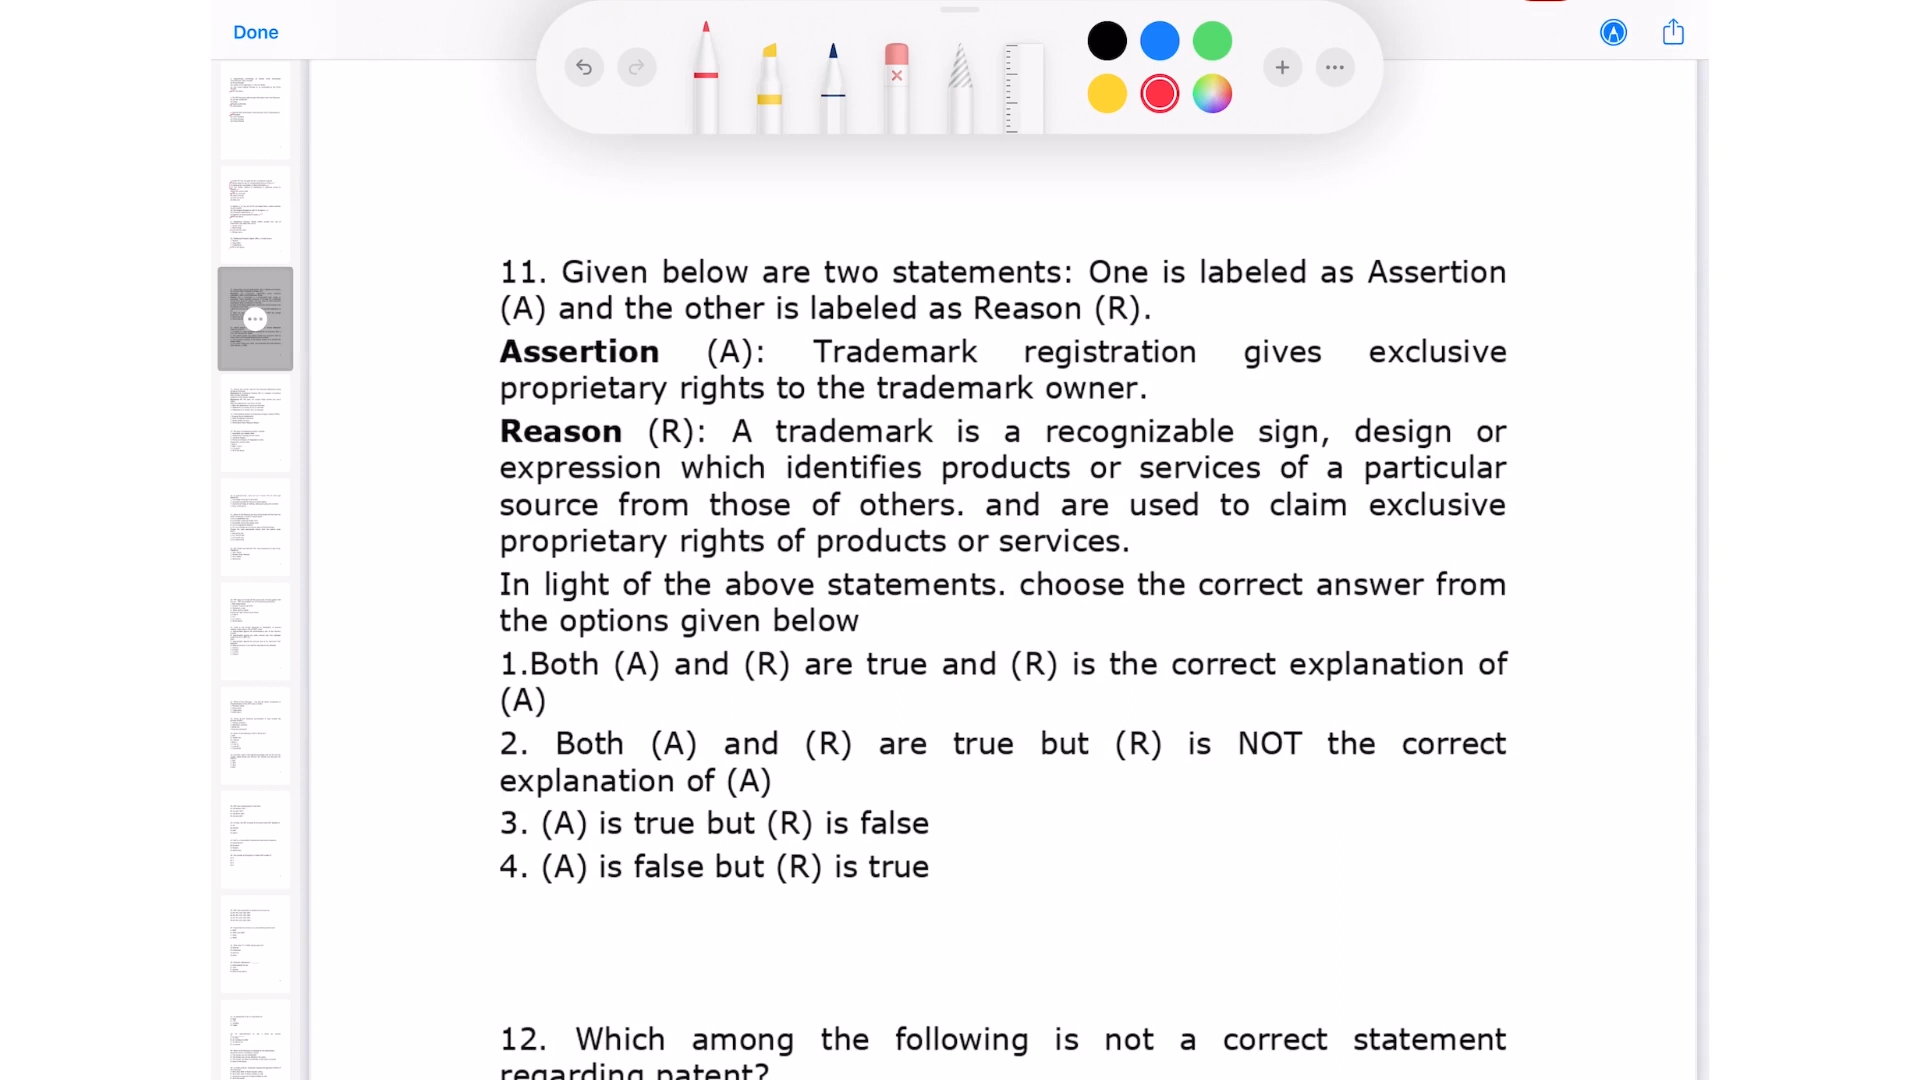 Done
11. Given below are two statements: One is labeled as Assertion
(A) and the other is labeled as Reason (R).
Assertion (A): Trademark registration gives exclusive
proprietary rights to the trademark owner.
Reason (R): A trademark is a recognizable sign, design or
expression which identifies products or services of a particular
source from those of others. and are used to claim exclusive
proprietary rights of products or services.
In light of the above statements. choose the correct answer from
the options given below
1.Both (A) and (R) are true and (R) is the correct explanation of
(A)
2. Both (A) and (R) are true but (R) is NOT the correct
explanation of (A)
3. (A) is true but (R) is false
4. (A) is false but (R) is true
12. Which among the following is not a correct statement
regarding patent?